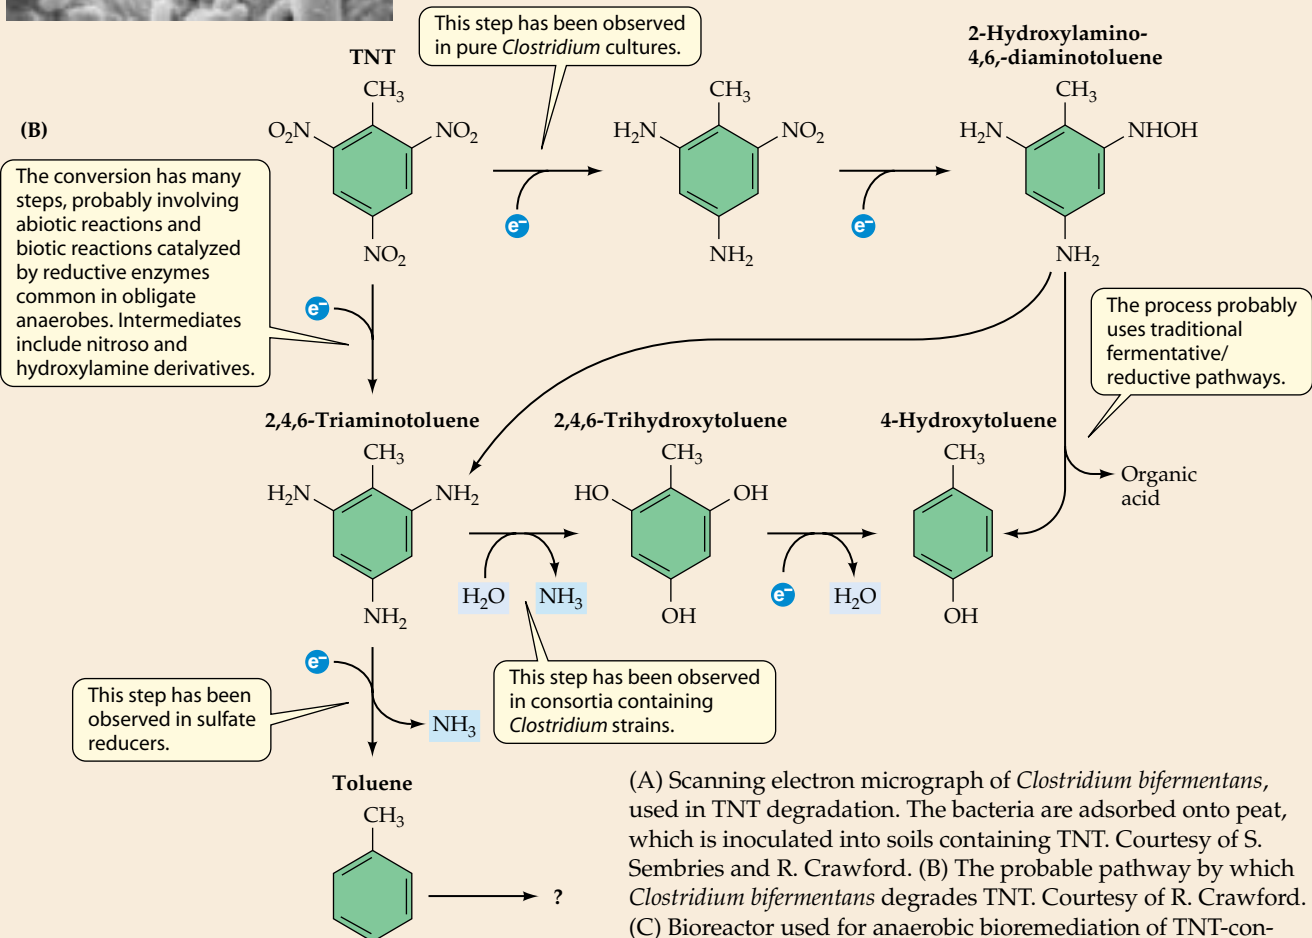 This step has been observed
in pure Clostridium cultures.
2-Hydroxylamino-
4,6,-diaminotoluene
TNT
CH3
CH3
CH3
(B)
O2N
NO2
H2N
NO2
H2N
NHOH
The conversion has many
steps, probably involving
abiotic reactions and
biotic reactions catalyzed
by reductive enzymes
common in obligate
anaerobes. Intermediates
include nitroso and
hydroxylamine derivatives.
e–
e–
NO2
NH2
NH2
e–
The process probably
uses traditional
fermentative/
reductive pathways.
2,4,6-Triaminotoluene
2,4,6-Trihydroxytoluene
4-Hydroxytoluene
CH3
CH3
CH3
Organic
acid
H2N
NH2
HO
OH
H2O
NH3
e–
H2O
NH2
OH
OH
e–
This step has been
observed in sulfate
reducers.
NH3
This step has been observed
in consortia containing
Clostridium strains.
Toluene
CH3
?
(A) Scanning electron micrograph of Clostridium bifermentans,
used in TNT degradation. The bacteria are adsorbed onto peat,
which is inoculated into soils containing TNT. Courtesy of S.
Sembries and R. Crawford. (B) The probable pathway by which
Clostridium bifermentans degrades TNT. Courtesy of R. Crawford.
(C) Bioreactor used for anaerobic bioremediation of TNT-con-